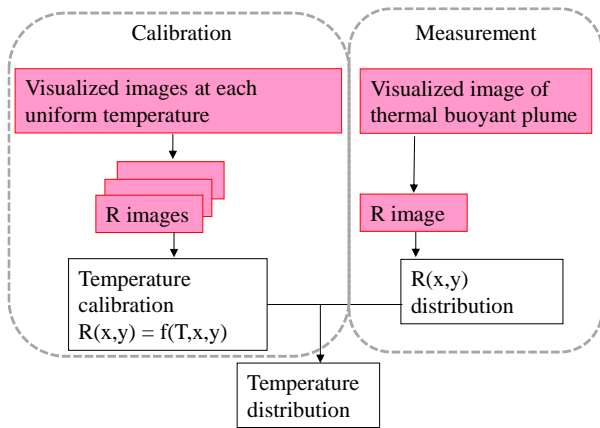 Calibration
Visualized images at each
uniform temperature
R images
Temperature
calibration
R(x,y) = f(T,x,y)
Measurement
Visualized image of
thermal buoyant plume
R image
R(x,y)
distribution
Temperature
distribution